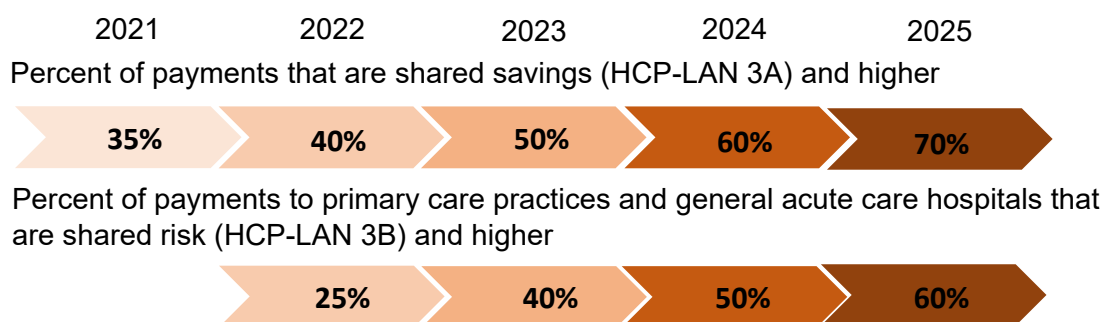 2021 2022 2023 2024 2025
Percent of payments that are shared savings (HCP-LAN 3A) and higher
35% 40% 50% 60% 70%
Percent of payments to primary care practices and general acute care hospitals that
are shared risk (HCP-LAN 3B) and higher
25% 40% 50% 60%